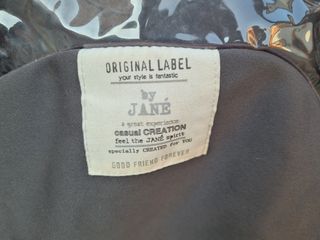 ORIGINAL LABEL
your style is fantastic
by
JANÉ
a great experience
casual CREATION
feel the JANÉ spirit
specially CREATED for YOU
GOOD FRIEND FOREVER